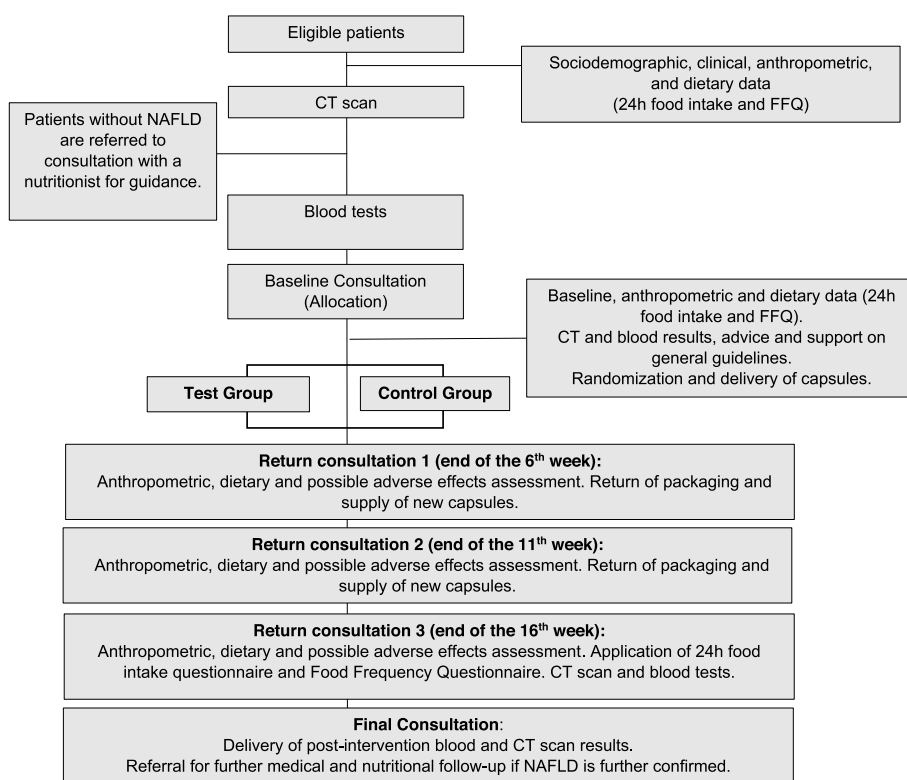 Eligible patients
Sociodemographic, clinical, anthropometric,
and dietary data
(24h food intake and FFQ)
CT scan
Patients without NAFLD
are referred to
consultation with a
nutritionist for guidance.
Blood tests
Baseline Consultation
(Allocation)
Baseline, anthropometric and dietary data (24h
food intake and FFQ).
CT and blood results, advice and support on
general guidelines.
Randomization and delivery of capsules.
Test Group
Control Group
Return consultation 1 (end of the 6th week):
Anthropometric, dietary and possible adverse effects assessment. Return of packaging and
supply of new capsules.
Return consultation 2 (end of the 11th week):
Anthropometric, dietary and possible adverse effects assessment. Return of packaging and
supply of new capsules.
Return consultation 3 (end of the 16th week):
Anthropometric, dietary and possible adverse effects assessment. Application of 24h food
intake questionnaire and Food Frequency Questionnaire. CT scan and blood tests.
Final Consultation:
Delivery of post-intervention blood and CT scan results.
Referral for further medical and nutritional follow-up if NAFLD is further confirmed.